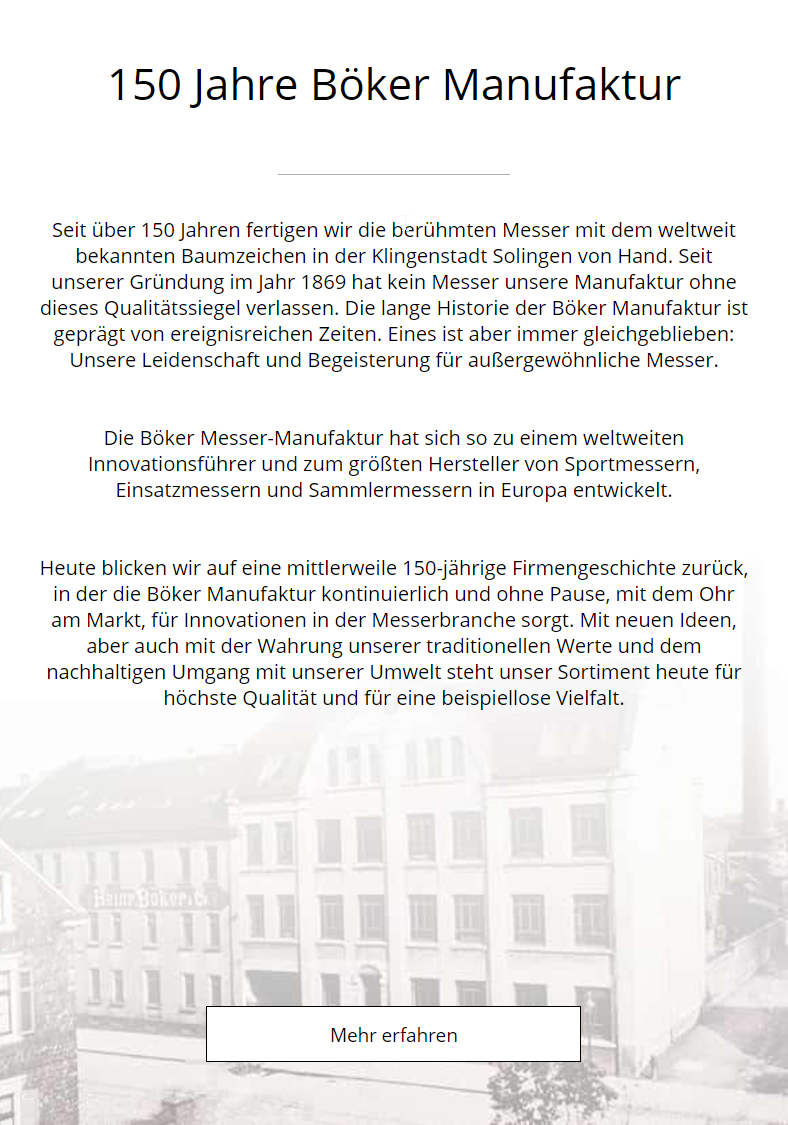 150 Jahre Böker Manufaktur
Seit über 150 Jahren fertigen wir die berühmten Messer mit dem weltweit
bekannten Baumzeichen in der Klingenstadt Solingen von Hand. Seit
unserer Gründung im Jahr 1869 hat kein Messer unsere Manufaktur ohne
dieses Qualitätssiegel verlassen. Die lange Historie der Böker Manufaktur ist
geprägt von ereignisreichen Zeiten. Eines ist aber immer gleichgeblieben:
Unsere Leidenschaft und Begeisterung für außergewöhnliche Messer.
Die Böker Messer-Manufaktur hat sich so zu einem weltweiten
Innovationsführer und zum größten Hersteller von Sportmessern,
Einsatzmessern und Sammlermessern in Europa entwickelt.
Heute blicken wir auf eine mittlerweile 150-jährige Firmengeschichte zurück,
in der die Böker Manufaktur kontinuierlich und ohne Pause, mit dem Ohr
am Markt, für Innovationen in der Messerbranche sorgt. Mit neuen Ideen,
aber auch mit der Wahrung unserer traditionellen Werte und dem
nachhaltigen Umgang mit unserer Umwelt steht unser Sortiment heute für
höchste Qualität und für eine beispiellose Vielfalt.
Heinr. Böker & C.
Mehr erfahren